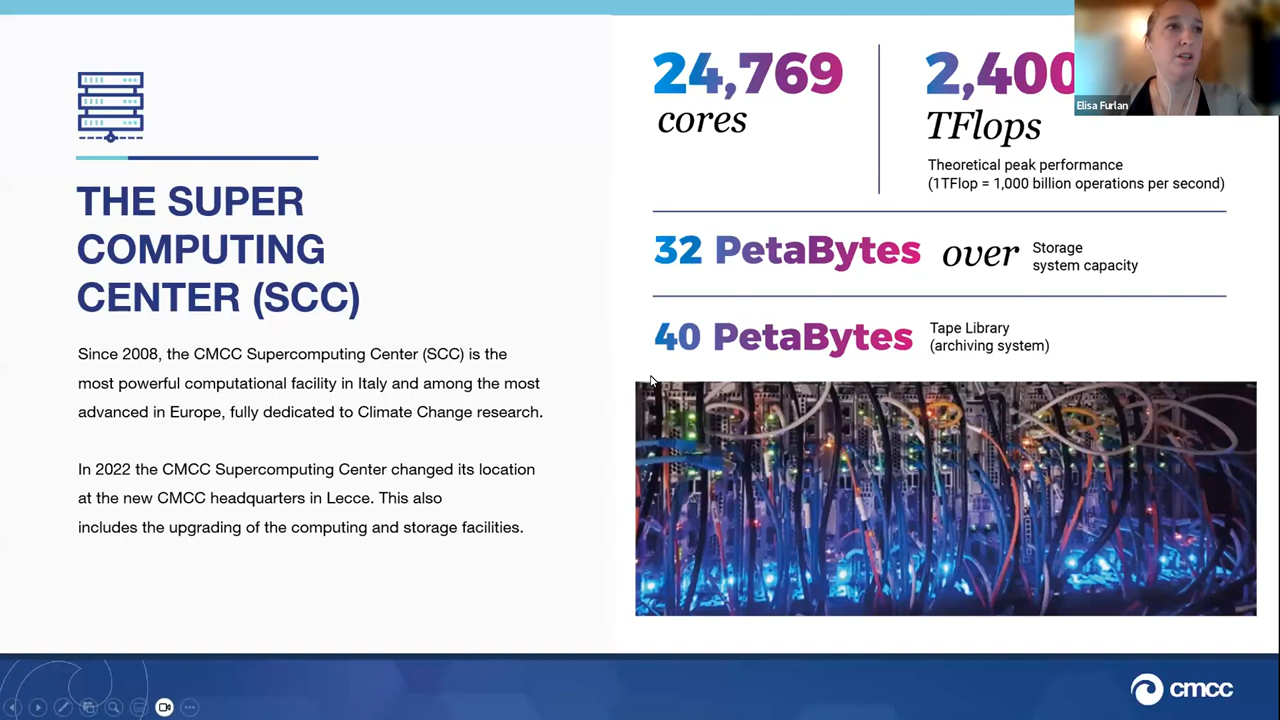 THE SUPER
COMPUTING
CENTER (SCC)
Since 2008, the CMCC Supercomputing Center (SCC) is the
most powerful computational facility in Italy and among the most
advanced in Europe, fully dedicated to Climate Change research.
In 2022 the CMCC Supercomputing Center changed its location
at the new CMCC headquarters in Lecce. This also
includes the upgrading of the computing and storage facilities.
24,769
cores
2,400
TFlops
Theoretical peak performance
(1TFlop = 1,000 billion operations per second)
32 PetaBytes over Storage
system capacity
40 PetaBytes Tape Library
(archiving system)
Elisa Furlan
cmcc